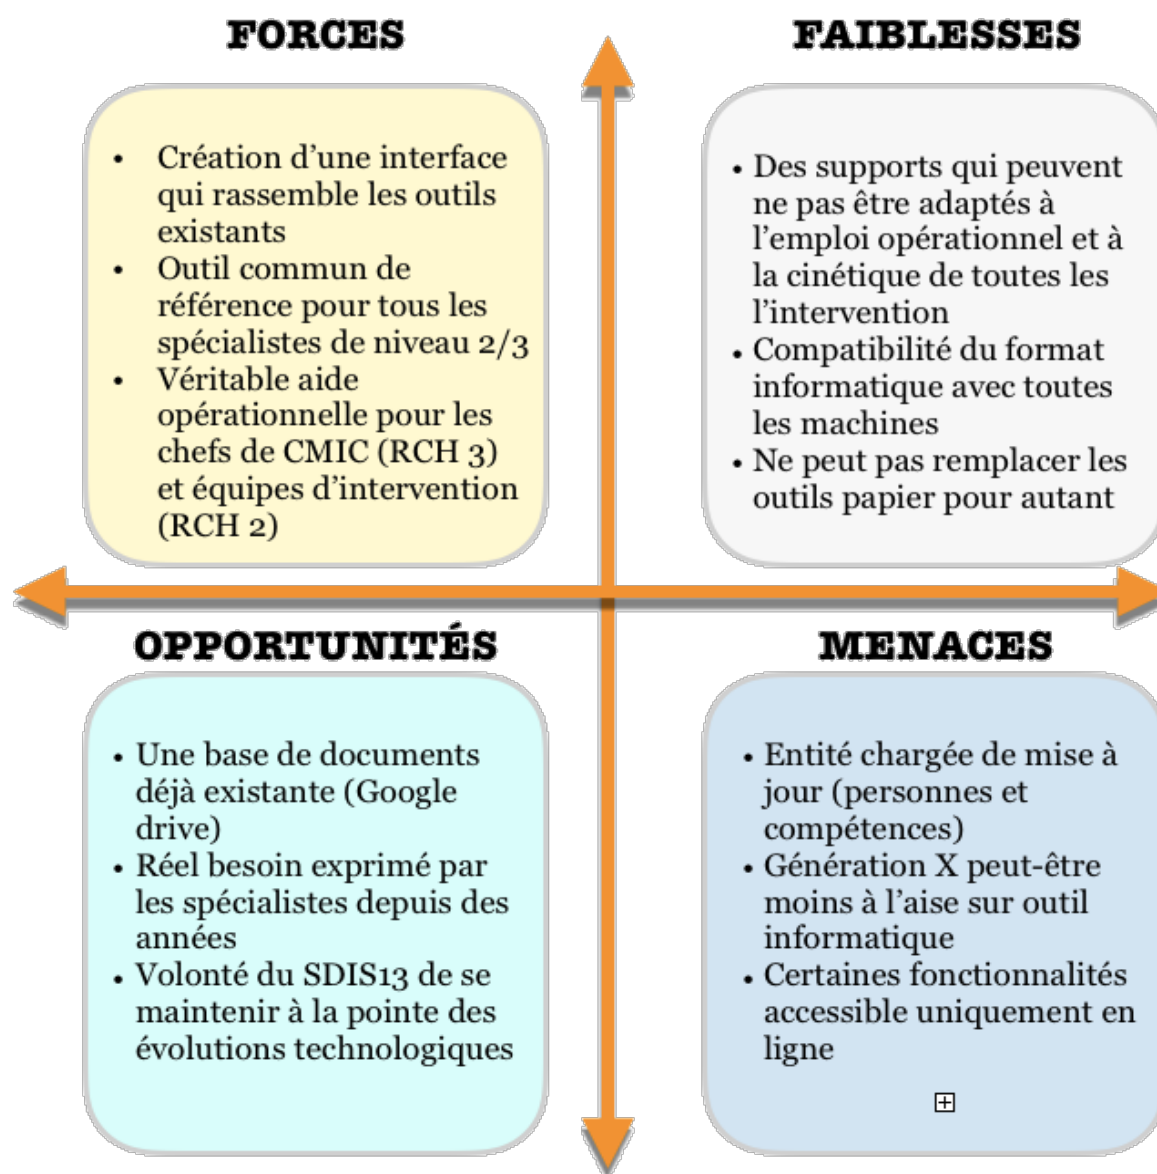 FORCES
• Création d’une interface
qui rassemble les outils
existants
• Outil commun de
référence pour tous les
spécialistes de niveau 2/3
• Véritable aide
opérationnelle pour les
chefs de CMIC (RCH 3)
et équipes d’intervention
(RCH 2)
FAIBLESSES
• Des supports qui peuvent
ne pas être adaptés à
l’emploi opérationnel et à
la cinétique de toutes les
l’intervention
• Compatibilité du format
informatique avec toutes
les machines
• Ne peut pas remplacer les
outils papier pour autant
OPPORTUNITÉS
• Une base de documents
déjà existante (Google
drive)
• Réel besoin exprimé par
les spécialistes depuis des
années
• Volonté du SDIS13 de se
maintenir à la pointe des
évolutions technologiques
MENACES
• Entité chargée de mise à
jour (personnes et
compétences)
• Génération X peut-être
moins à l’aise sur outil
informatique
• Certaines fonctionnalités
accessible uniquement en
ligne